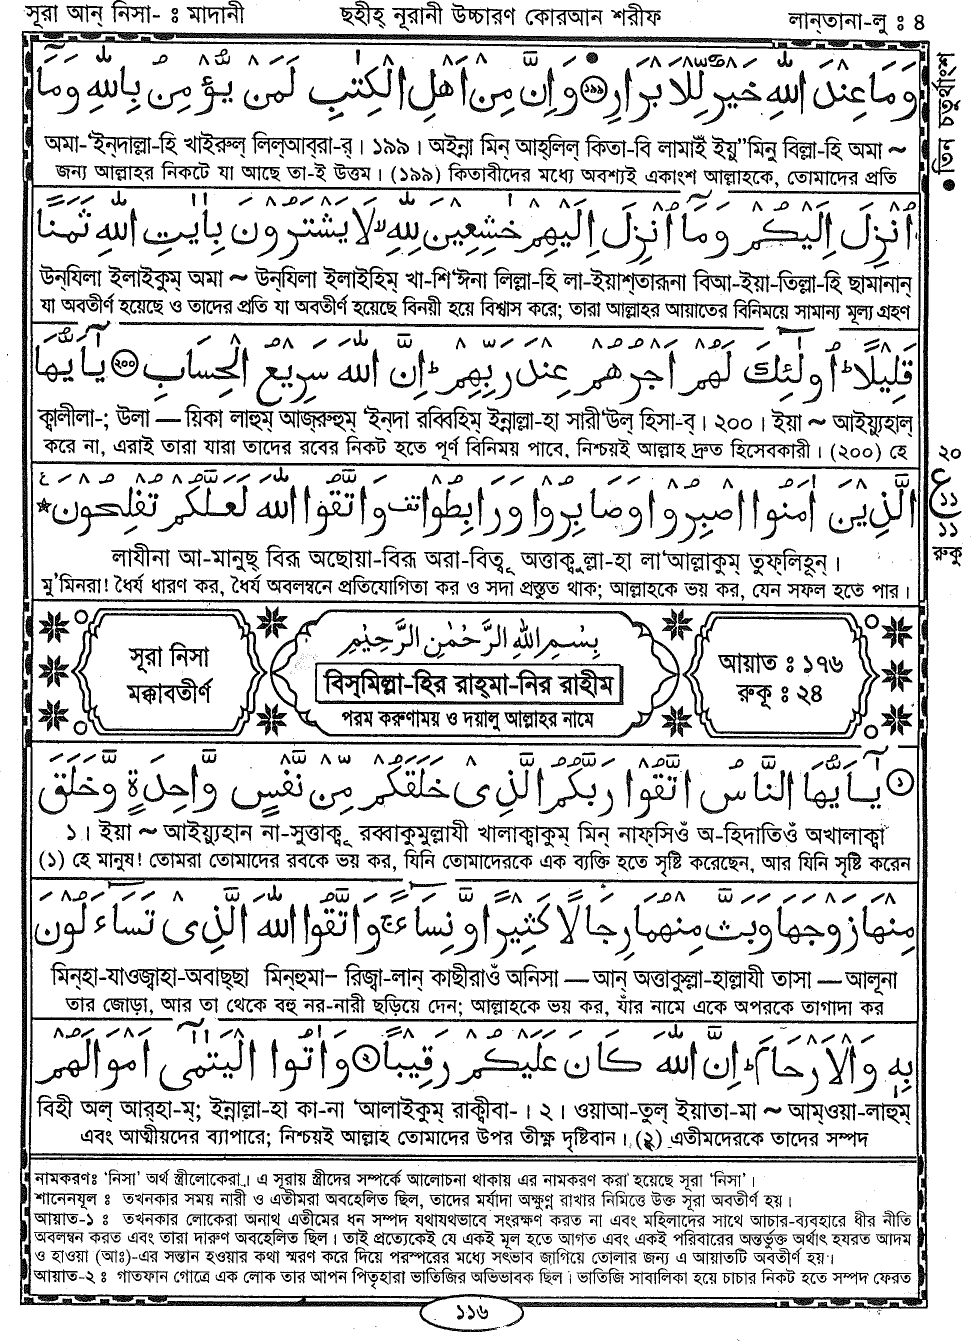 সূরা আন্ নিসা- ঃ মাদানী
ছহীহ্ নূরানী উচ্চারণ কোরআন শরীফ
লান্তানা-লু ঃ ৪
তিন চতুর্থাংশ
وَمَا عِنْدَ اللّٰهِ خَيْرٌ لِّلْاَبْرَارِ ۝١٩٩ وَاِنَّ مِنْ اَهْلِ الْكِتٰبِ لَمَنْ يُّؤْمِنُ بِاللّٰهِ وَمَآ
অমা-'ইন্দাল্লা-হি খাইরুল্ লিল্আব্রা-র্। ১৯৯। অইন্না মিন্ আহ্লিল্ কিতা-বি লামাইঁ ইয়ু"মিনু বিল্লা-হি অমা ~
জন্য আল্লাহর নিকটে যা আছে তা-ই উত্তম। (১৯৯) কিতাবীদের মধ্যে অবশ্যই একাংশ আল্লাহকে, তোমাদের প্রতি
اُنْزِلَ اِلَيْكُمْ وَمَآ اُنْزِلَ اِلَيْهِمْ خٰشِعِيْنَ لِلّٰهِ ۙ لَا يَشْتَرُوْنَ بِاٰيٰتِ اللّٰهِ ثَمَنًا
উন্যিলা ইলাইকুম্ অমা ~ উন্যিলা ইলাইহিম্ খা-শি'ঈনা লিল্লা-হি লা-ইয়াশ্তারূনা বিআ-ইয়া-তিল্লা-হি ছামানান্
যা অবতীর্ণ হয়েছে ও তাদের প্রতি যা অবতীর্ণ হয়েছে বিনয়ী হয়ে বিশ্বাস করে; তারা আল্লাহর আয়াতের বিনিময়ে সামান্য মূল্য গ্রহণ
قَلِيْلًا ؕ اُولٰٓئِكَ لَهُمْ اَجْرُهُمْ عِنْدَ رَبِّهِمْ ؕ اِنَّ اللّٰهَ سَرِيْعُ الْحِسَابِ ۝٢٠٠ يٰٓاَيُّهَا
ক্বালীলা-; উলা — য়িকা লাহুম্ আজ্রুহুম্ 'ইন্দা রব্বিহিম্ ইন্নাল্লা-হা সারী'উল্ হিসা-ব্। ২০০। ইয়া ~ আইয়্যুহাল্
করে না, এরাই তারা যারা তাদের রবের নিকট হতে পূর্ণ বিনিময় পাবে, নিশ্চয়ই আল্লাহ দ্রুত হিসেবকারী। (২০০) হে
الَّذِيْنَ اٰمَنُوا اصْبِرُوْا وَصَابِرُوْا وَرَابِطُوْا ۫ وَاتَّقُوا اللّٰهَ لَعَلَّكُمْ تُفْلِحُوْنَ
২০
ع
১১
১১
রুকু
লাযীনা আ-মানুছ্ বিরূ অছোয়া-বিরূ অরা-বিতু, অত্তাক্বুল্লা-হা লা'আল্লাকুম্ তুফ্লিহূন্।
মু'মিনরা! ধৈর্য ধারণ কর, ধৈর্য অবলম্বনে প্রতিযোগিতা কর ও সদা প্রস্তুত থাক; আল্লাহকে ভয় কর, যেন সফল হতে পার।
সূরা নিসা
মক্কাবতীর্ণ
بِسْمِ اللّٰهِ الرَّحْمٰنِ الرَّحِيْمِ
বিস্মিল্লা-হির রাহ্মা-নির রাহীম
পরম করুণাময় ও দয়ালু আল্লাহর নামে
আয়াত ঃ ১৭৬
রুকূ ঃ ২৪
۝١ يٰٓاَيُّهَا النَّاسُ اتَّقُوْا رَبَّكُمُ الَّذِيْ خَلَقَكُمْ مِّنْ نَّفْسٍ وَّاحِدَةٍ وَّخَلَقَ
১। ইয়া ~ আইয়্যুহান না-সুত্তাক্বূ রব্বাকুমুল্লাযী খালাক্বাকুম্ মিন্ নাফ্সিওঁ অ-হিদাতিওঁ অখালাক্বা
(১) হে মানুষ! তোমরা তোমাদের রবকে ভয় কর, যিনি তোমাদেরকে এক ব্যক্তি হতে সৃষ্টি করেছেন, আর যিনি সৃষ্টি করেন
مِنْهَا زَوْجَهَا وَبَثَّ مِنْهُمَا رِجَالًا كَثِيْرًا وَّنِسَآءً ۚ وَاتَّقُوا اللّٰهَ الَّذِيْ تَسَآءَلُوْنَ
মিন্হা-যাওজ্বাহা-অবাছ্ছা মিন্হুমা- রিজ্বা-লান্ কাছীরাওঁ অনিসা — আন্ অত্তাকুল্লা-হাল্লাযী তাসা — আলূনা
তার জোড়া, আর তা থেকে বহু নর-নারী ছড়িয়ে দেন; আল্লাহকে ভয় কর, যাঁর নামে একে অপরকে তাগাদা কর
بِهٖ وَالْاَرْحَامَ ؕ اِنَّ اللّٰهَ كَانَ عَلَيْكُمْ رَقِيْبًا ۝٢ وَاٰتُوا الْيَتٰمٰٓى اَمْوَالَهُمْ
বিহী অল্ আর্হা-ম্; ইন্নাল্লা-হা কা-না 'আলাইকুম্ রাক্বীবা-। ২। ওয়াআ-তুল্ ইয়াতা-মা ~ আম্ওয়া-লাহুম্
এবং আত্মীয়দের ব্যাপারে; নিশ্চয়ই আল্লাহ তোমাদের উপর তীক্ষ্ণ দৃষ্টিবান। (২) এতীমদেরকে তাদের সম্পদ
নামকরণঃ 'নিসা' অর্থ স্ত্রীলোকেরা। এ সূরায় স্ত্রীদের সম্পর্কে আলোচনা থাকায় এর নামকরণ করা হয়েছে সূরা 'নিসা'।
শানেনযূল ঃ তখনকার সময় নারী ও এতীমরা অবহেলিত ছিল, তাদের মর্যাদা অক্ষুণ্ণ রাখার নিমিত্তে উক্ত সূরা অবতীর্ণ হয়।
আয়াত-১ ঃ তখনকার লোকেরা অনাথ এতীমের ধন সম্পদ যথাযথভাবে সংরক্ষণ করত না এবং মহিলাদের সাথে আচার-ব্যবহারে ধীর নীতি
অবলম্বন করত এবং তারা দারুণ অবহেলিত ছিল। তাই প্রত্যেকেই যে একই মূল হতে আগত এবং একই পরিবারের অন্তর্ভুক্ত অর্থাৎ হযরত আদম
ও হাওয়া (আঃ)-এর সন্তান হওয়ার কথা স্মরণ করে দিয়ে পরস্পরের মধ্যে সৎভাব জাগিয়ে তোলার জন্য এ আয়াতটি অবতীর্ণ হয়।
আয়াত-২ ঃ গাতফান গোত্রে এক লোক তার আপন পিতৃহারা ভাতিজির অভিভাবক ছিল। ভাতিজি সাবালিকা হয়ে চাচার নিকট হতে সম্পদ ফেরত
১১৬